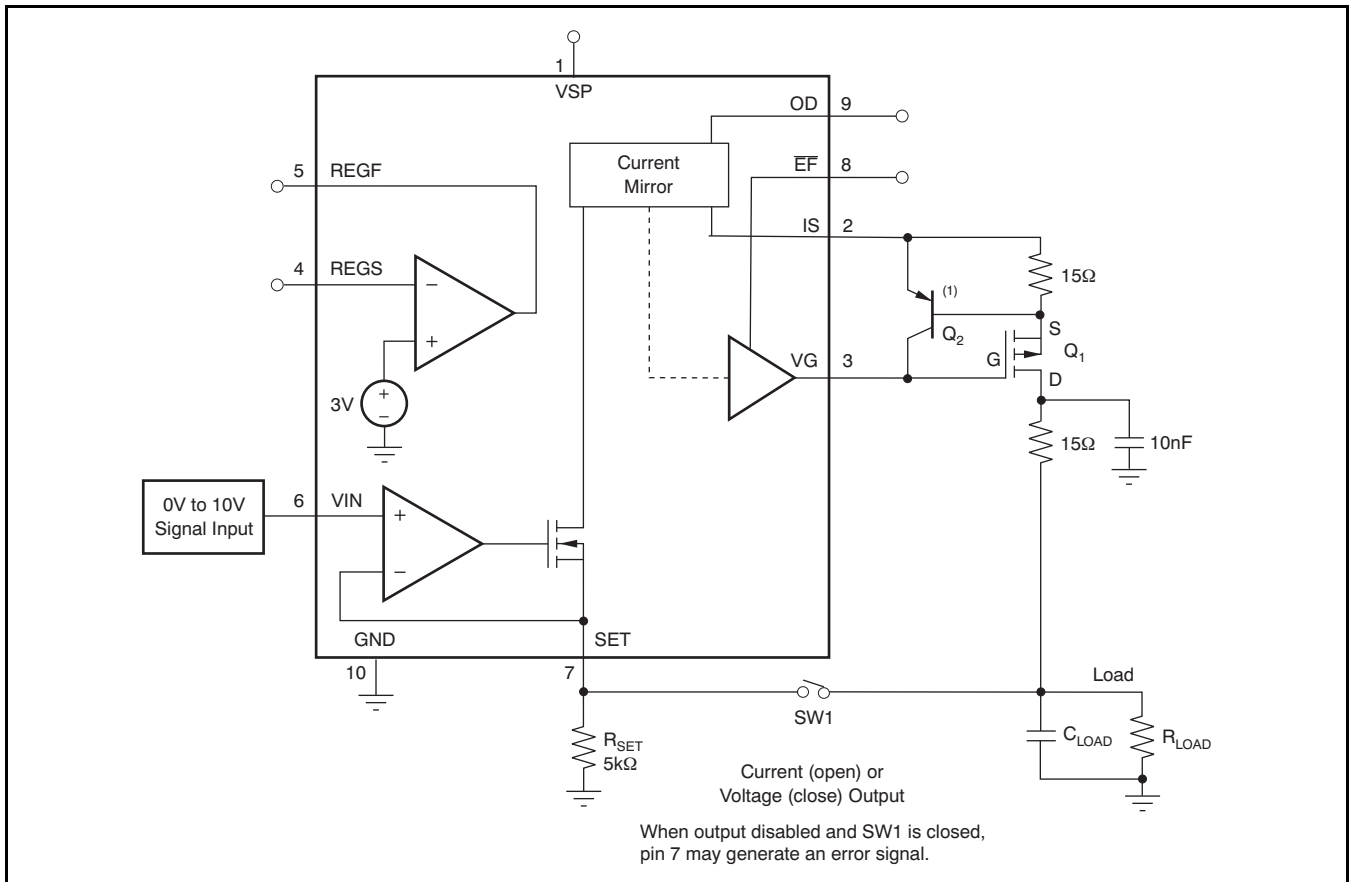 1
VSP
OD 9
Current
Mirror
EF 8
5 REGF
IS 2
4 REGS
−
+
15Ω
(1)
Q2
S
Q1
G
D
VG 3
3V
+
−
15Ω
10nF
0V to 10V
Signal Input
6 VIN
+
−
GND
SET
10
7
Load
SW1
RSET
5kΩ
CLOAD
RLOAD
Current (open) or
Voltage (close) Output
When output disabled and SW1 is closed,
pin 7 may generate an error signal.